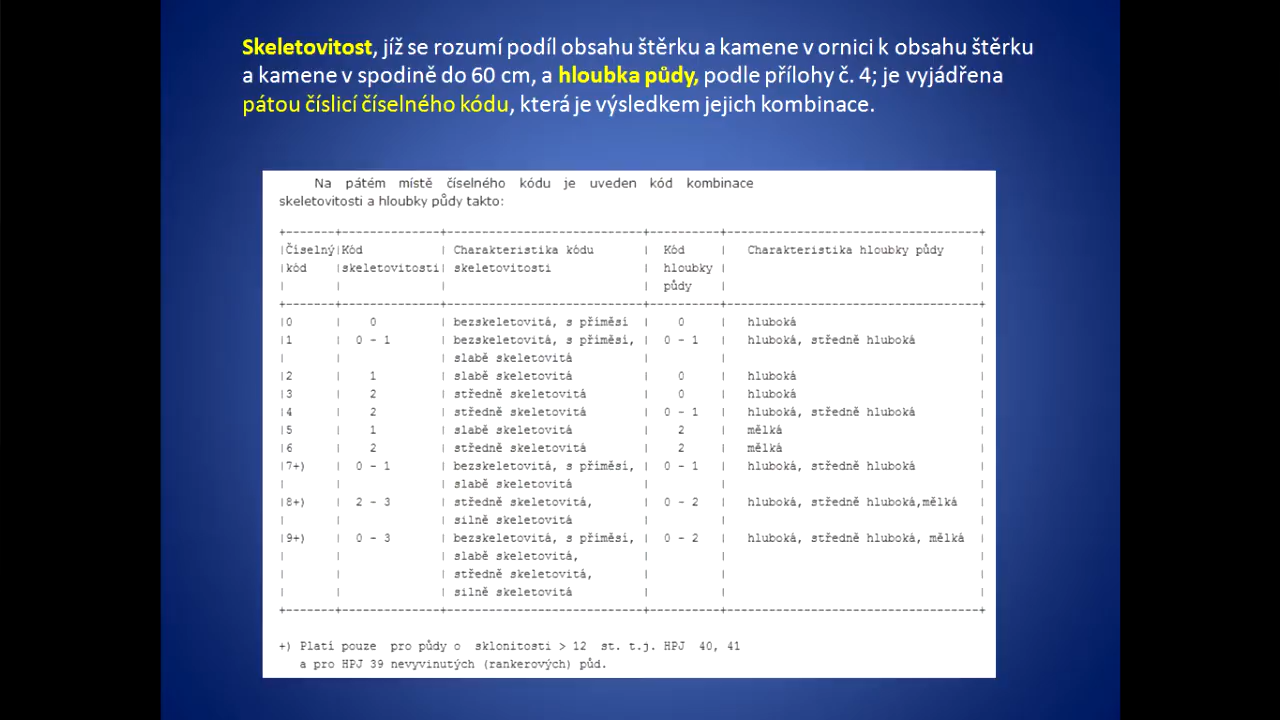 Skeletovitost, jíž se rozumí podíl obsahu štěrku a kamene v ornici k obsahu štěrku
a kamene v spodině do 60 cm, a hloubka půdy, podle přílohy č. 4; je vyjádřena
pátou číslicí číselného kódu, která je výsledkem jejich kombinace.
Na pátém místě číselného kódu je uveden kód kombinace
skeletovitosti a hloubky půdy takto:
+-------+--------------+----------------------------+----------+------------------------------------+
|Číselný|Kód | Charakteristika kódu | Kód | Charakteristika hloubky půdy |
|kód |skeletovitosti| skeletovitosti | hloubky | |
| | | | půdy | |
+-------+--------------+----------------------------+----------+------------------------------------+
|0 | 0 | bezskeletovitá, s příměsí | 0 | hluboká |
|1 | 0 - 1 | bezskeletovitá, s příměsí, | 0 - 1 | hluboká, středně hluboká |
| | | slabě skeletovitá | | |
|2 | 1 | slabě skeletovitá | 0 | hluboká |
|3 | 2 | středně skeletovitá | 0 | hluboká |
|4 | 2 | středně skeletovitá | 0 - 1 | hluboká, středně hluboká |
|5 | 1 | slabě skeletovitá | 2 | mělká |
|6 | 2 | středně skeletovitá | 2 | mělká |
|7+) | 0 - 1 | bezskeletovitá, s příměsí, | 0 - 1 | hluboká, středně hluboká |
| | | slabě skeletovitá | | |
|8+) | 2 - 3 | středně skeletovitá, | 0 - 2 | hluboká, středně hluboká,mělká |
| | | silně skeletovitá | | |
|9+) | 0 - 3 | bezskeletovitá, s příměsí, | 0 - 2 | hluboká, středně hluboká, mělká |
| | | slabě skeletovitá, | | |
| | | středně skeletovitá, | | |
| | | silně skeletovitá | | |
+-------+--------------+----------------------------+----------+------------------------------------+
+) Platí pouze pro půdy o sklonitosti > 12 st. t.j. HPJ 40, 41
a pro HPJ 39 nevyvinutých (rankerových) půd.